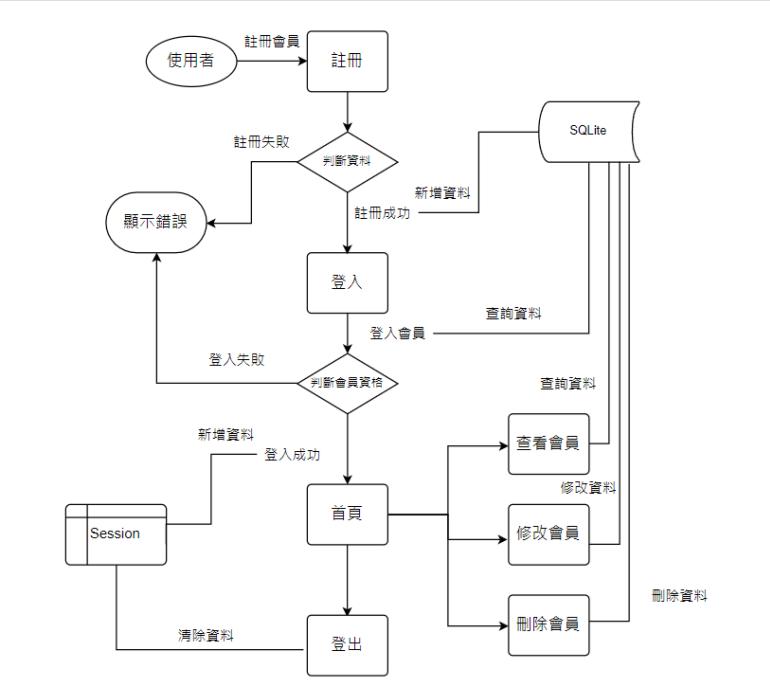 註冊會員
使用者
註冊
SQLite
註冊失敗
判斷資料
新增資料
註冊成功
顯示錯誤
登入
查詢資料
登入會員
登入失敗
判斷會員資格
查詢資料
新增資料
登入成功
查看會員
修改資料
首頁
Session
修改會員
刪除資料
刪除會員
清除資料
登出